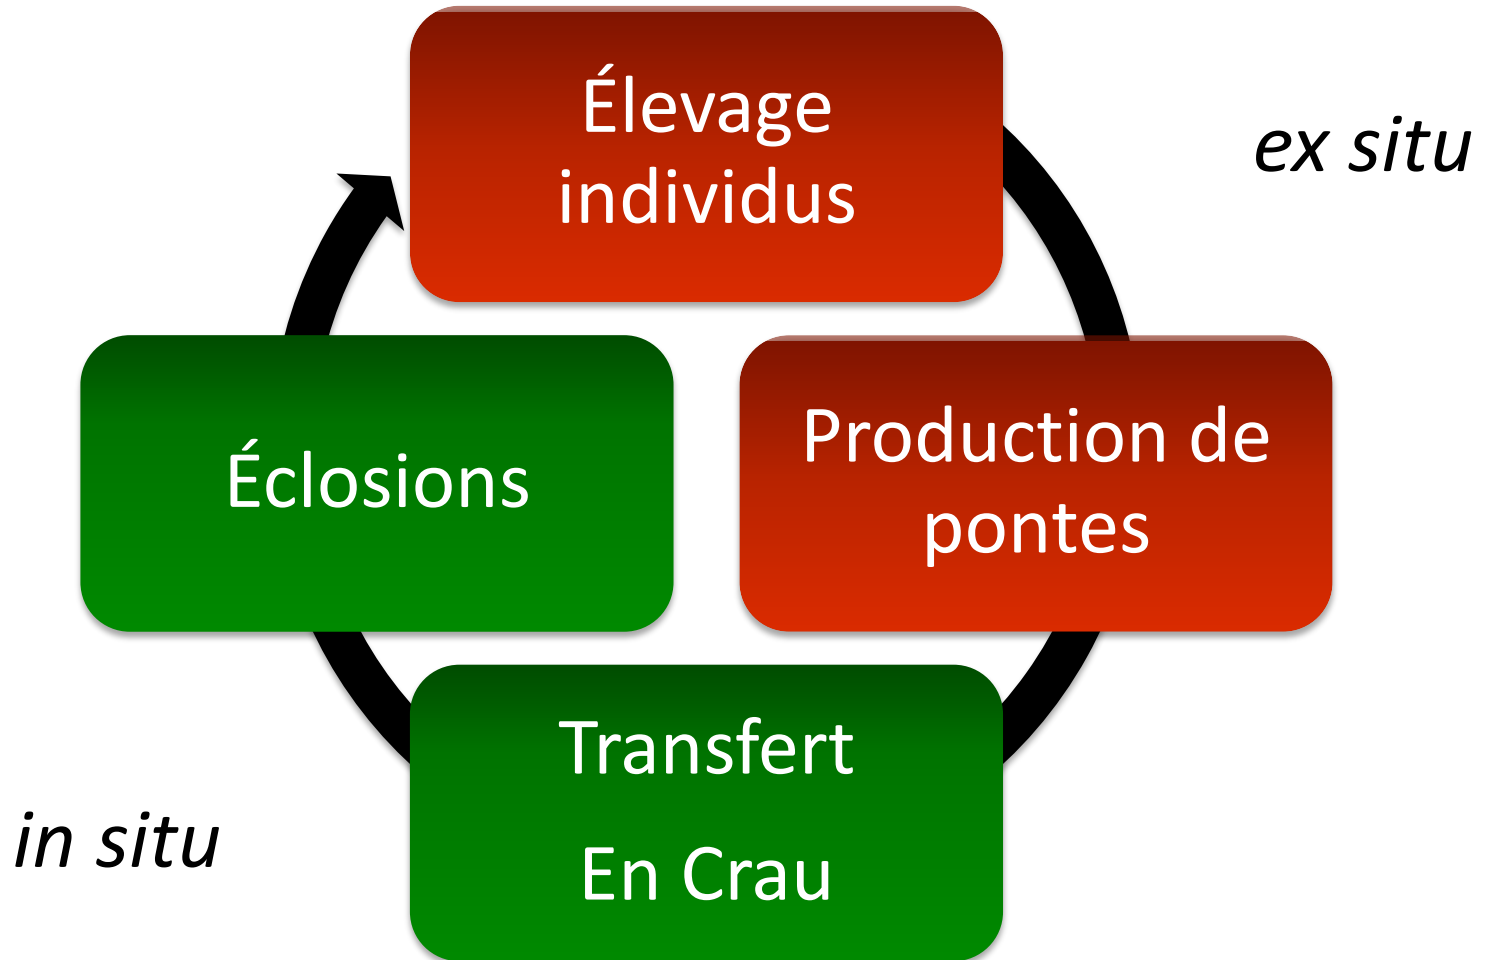 Élevage
individus
ex situ
Production de
pontes
Éclosions
Transfert
En Crau
in situ